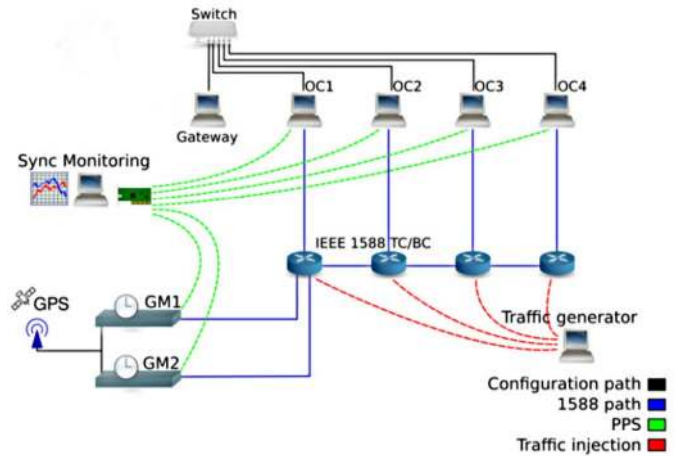 Switch
OC1
OC2
OC3
OC4
Gateway
Sync Monitoring
IEEE 1588 TC/BC
GPS
GM1
GM2
Traffic generator
Configuration path
1588 path
PPS
Traffic injection